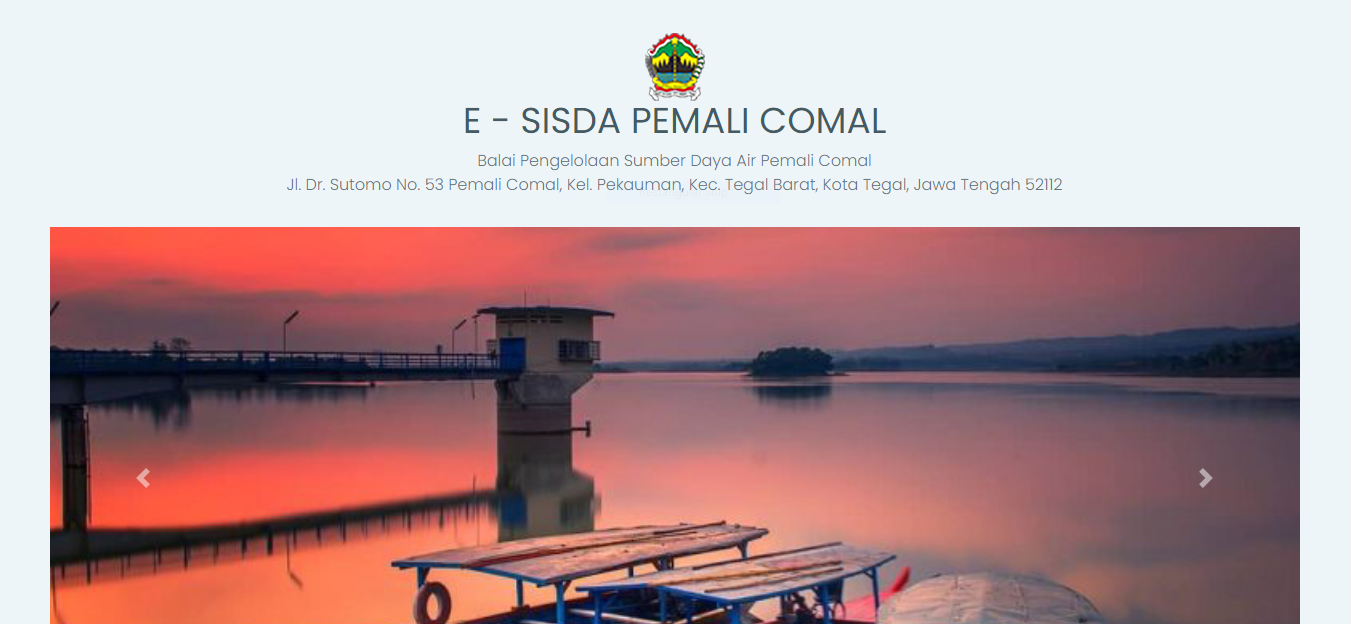 E - SISDA PEMALI COMAL
Balai Pengelolaan Sumber Daya Air Pemali Comal
Jl. Dr. Sutomo No. 53 Pemali Comal, Kel. Pekauman, Kec. Tegal Barat, Kota Tegal, Jawa Tengah 52112